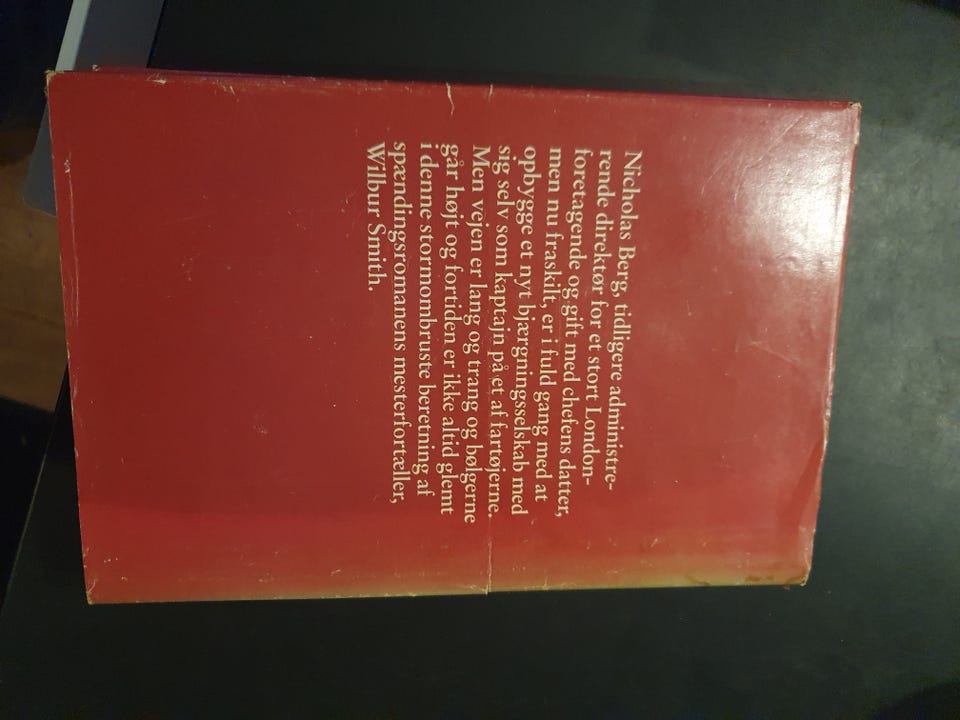 Nicholas Berg, tidligere administre-
rende direktør for et stort London-
foretagende og gift med chefens datter,
men nu fraskilt, er i fuld gang med at
opbygge et nyt bjærgningsselskab med
sig selv som kaptajn på et af fartøjerne.
Men vejen er lang og trang og bølgerne
går højt og fortiden er ikke altid glemt
i denne stormombruste beretning af
spændingsromanens mesterfortæller,
Wilbur Smith.